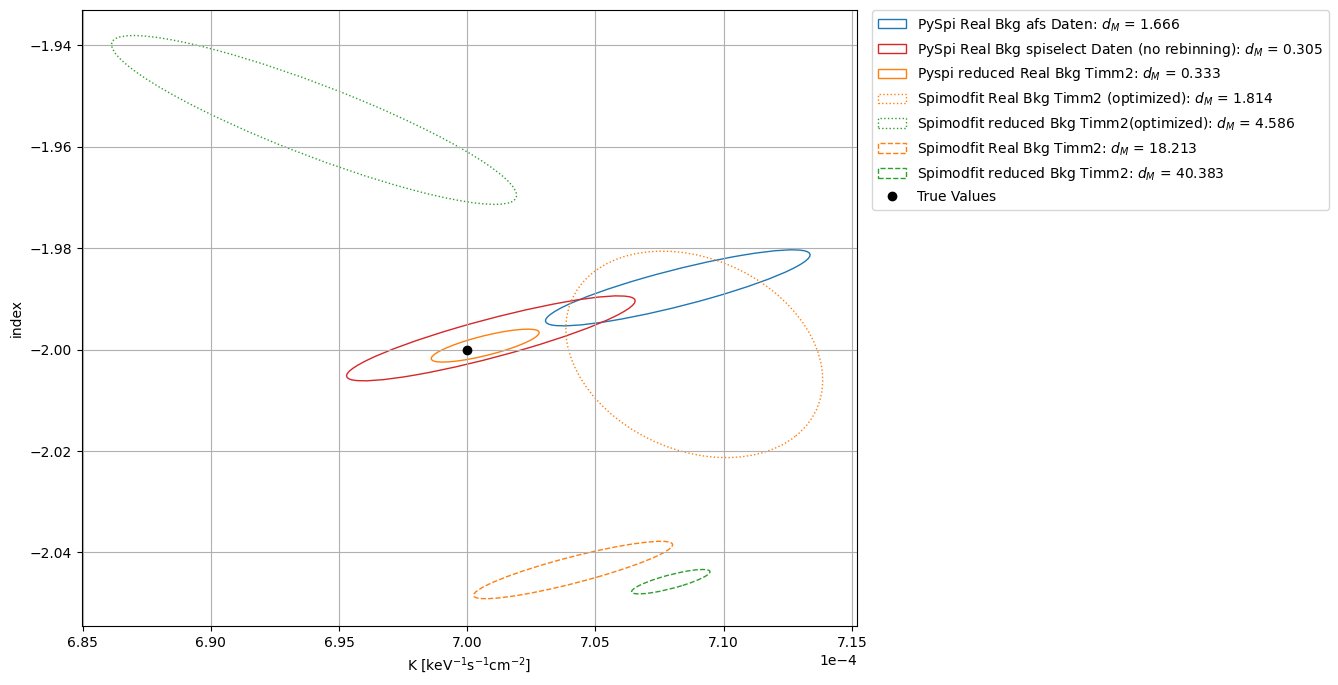 PySpi Real Bkg afs Daten: d_M = 1.666
PySpi Real Bkg spiselect Daten (no rebinning): d_M = 0.305
Pyspi reduced Real Bkg Timm2: d_M = 0.333
Spimodfit Real Bkg Timm2 (optimized): d_M = 1.814
Spimodfit reduced Bkg Timm2(optimized): d_M = 4.586
Spimodfit Real Bkg Timm2: d_M = 18.213
Spimodfit reduced Bkg Timm2: d_M = 40.383
True Values
−1.94
−1.96
−1.98
−2.00
−2.02
−2.04
index
6.85 6.90 6.95 7.00 7.05 7.10 7.15
1e−4
K [keV⁻¹s⁻¹cm⁻²]